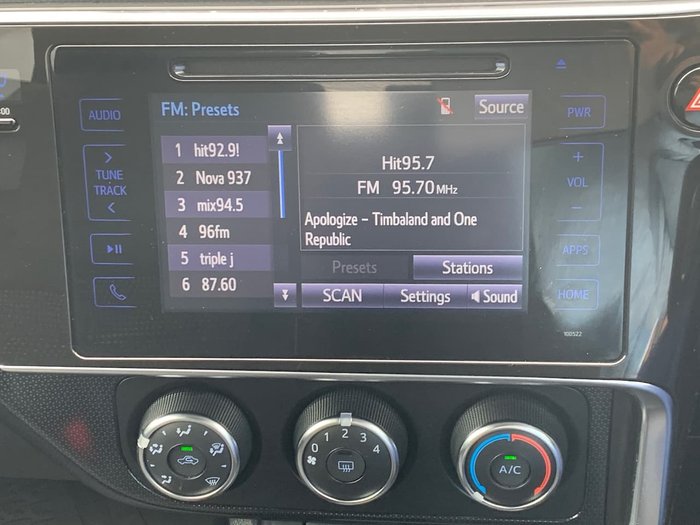 FM: Presets
Source
AUDIO
PWR
1 hit92.9!
2 Nova 937
3 mix94.5
4 96fm
5 triple j
6 87.60
Hit95.7
FM 95.70MHz
Apologize – Timbaland and One
Republic
Presets
Stations
SCAN
Settings
Sound
TUNE
TRACK
+
VOL
–
APPS
HOME
100522
0 1 2 3 4
A/C